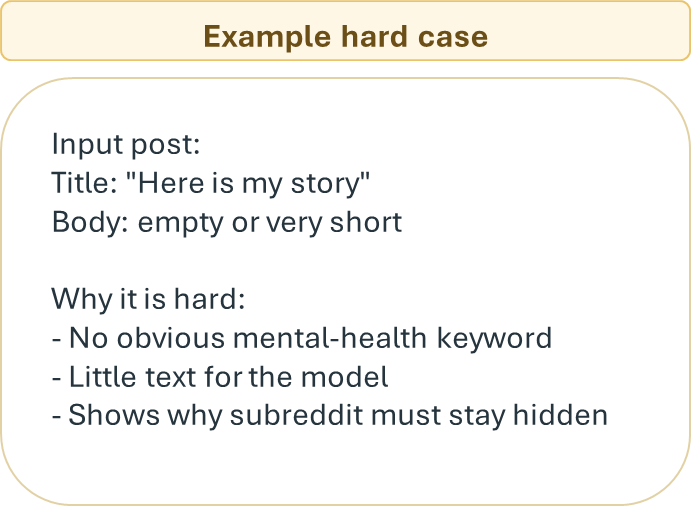 Example hard case
Input post:
Title: "Here is my story"
Body: empty or very short
Why it is hard:
- No obvious mental-health keyword
- Little text for the model
- Shows why subreddit must stay hidden